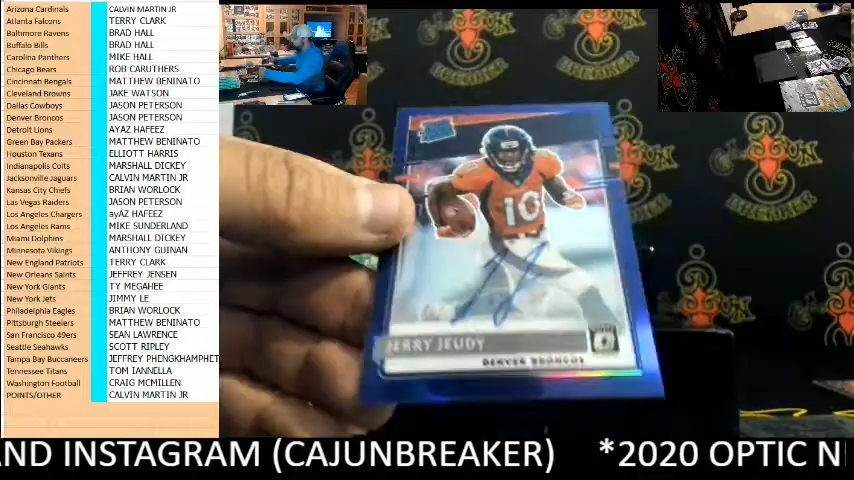 Arizona Cardinals CALVIN MARTIN JR
Atlanta Falcons TERRY CLARK
Baltimore Ravens BRAD HALL
Buffalo Bills BRAD HALL
Carolina Panthers MIKE HALL
Chicago Bears ROB CARUTHERS
Cincinnati Bengals MATTHEW BENINATO
Cleveland Browns JAKE WATSON
Dallas Cowboys JASON PETERSON
Denver Broncos JASON PETERSON
Detroit Lions AYAZ HAFEEZ
Green Bay Packers MATTHEW BENINATO
Houston Texans ELLIOTT HARRIS
Indianapolis Colts MARSHALL DICKEY
Jacksonville Jaguars CALVIN MARTIN JR
Kansas City Chiefs BRIAN WORLOCK
Las Vegas Raiders JASON PETERSON
Los Angeles Chargers ayAZ HAFEEZ
Los Angeles Rams MIKE SUNDERLAND
Miami Dolphins MARSHALL DICKEY
Minnesota Vikings ANTHONY GUINAN
New England Patriots TERRY CLARK
New Orleans Saints JEFFREY JENSEN
New York Giants TY MEGAHEE
New York Jets JIMMY LE
Philadelphia Eagles BRIAN WORLOCK
Pittsburgh Steelers MATTHEW BENINATO
San Francisco 49ers SEAN LAWRENCE
Seattle Seahawks SCOTT RIPLEY
Tampa Bay Buccaneers JEFFREY PHENGKHAMPHET
Tennessee Titans TOM IANNELLA
Washington Football CRAIG MCMILLEN
POINTS/OTHER CALVIN MARTIN JR
10
JERRY JEUDY
DENVER BRONCOS
CAJUN
BREAKER
BREAKER
BREAKER
ND INSTAGRAM (CAJUNBREAKER) *2020 OPTIC N